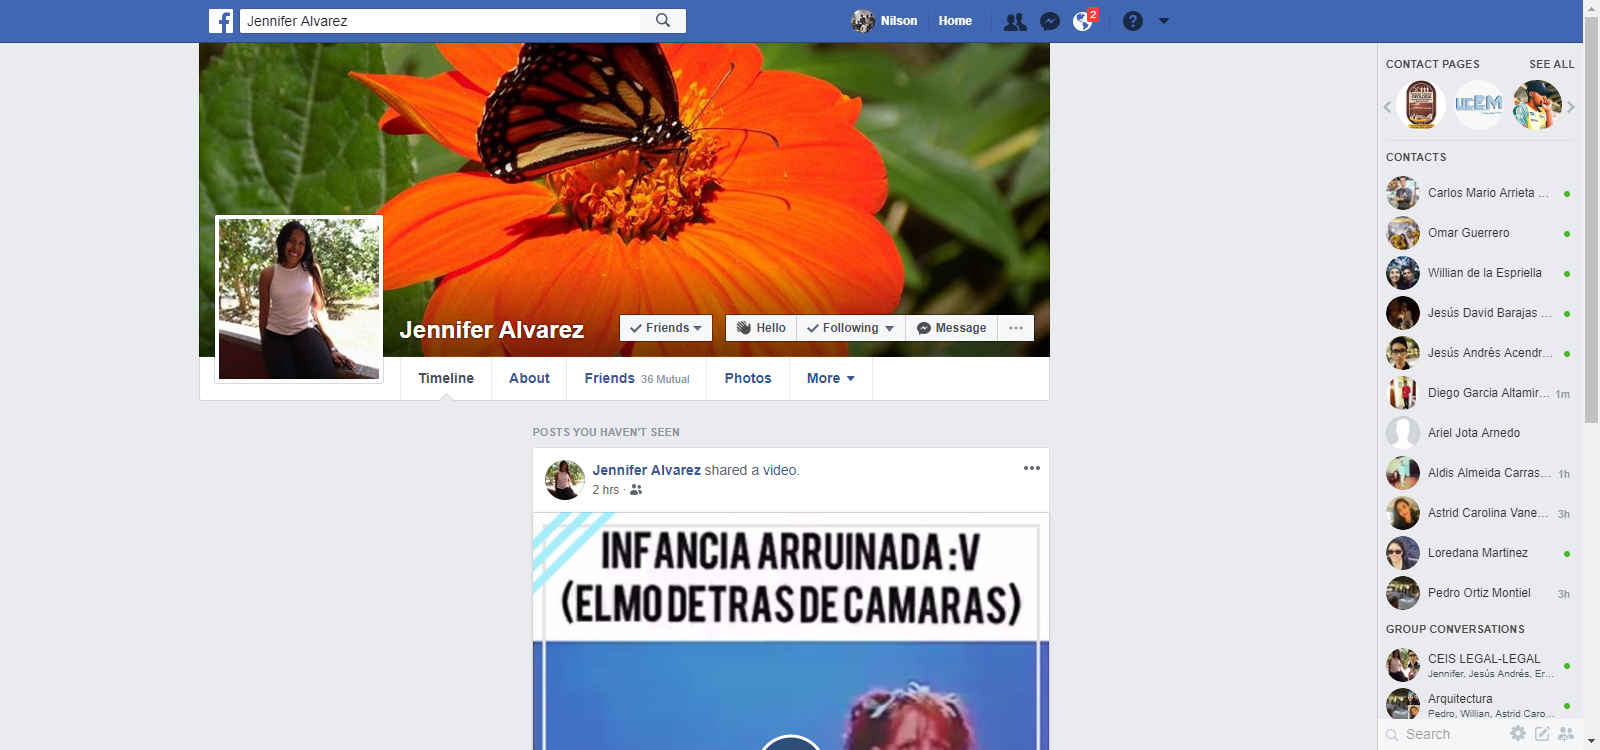 Jennifer Alvarez
Nilson
Home
2
Jennifer Alvarez
Friends
Hello
Following
Message
Timeline
About
Friends 36 Mutual
Photos
More
POSTS YOU HAVEN'T SEEN
Jennifer Alvarez shared a video.
2 hrs ·
INFANCIA ARRUINADA :V
(ELMO DETRAS DE CAMARAS)
CONTACT PAGES SEE ALL
UCEM
CONTACTS
Carlos Mario Arrieta ...
Omar Guerrero
Willian de la Espriella
Jesús David Barajas ...
Jesús Andrés Acendr...
Diego Garcia Altamir... 1m
Ariel Jota Arnedo
Aldis Almeida Carras... 1h
Astrid Carolina Vane... 3h
Loredana Martinez
Pedro Ortiz Montiel 3h
GROUP CONVERSATIONS
CEIS LEGAL-LEGAL
Jennifer, Jesús Andrés, Er...
Arquitectura
Pedro, Willian, Astrid Caro...
Search